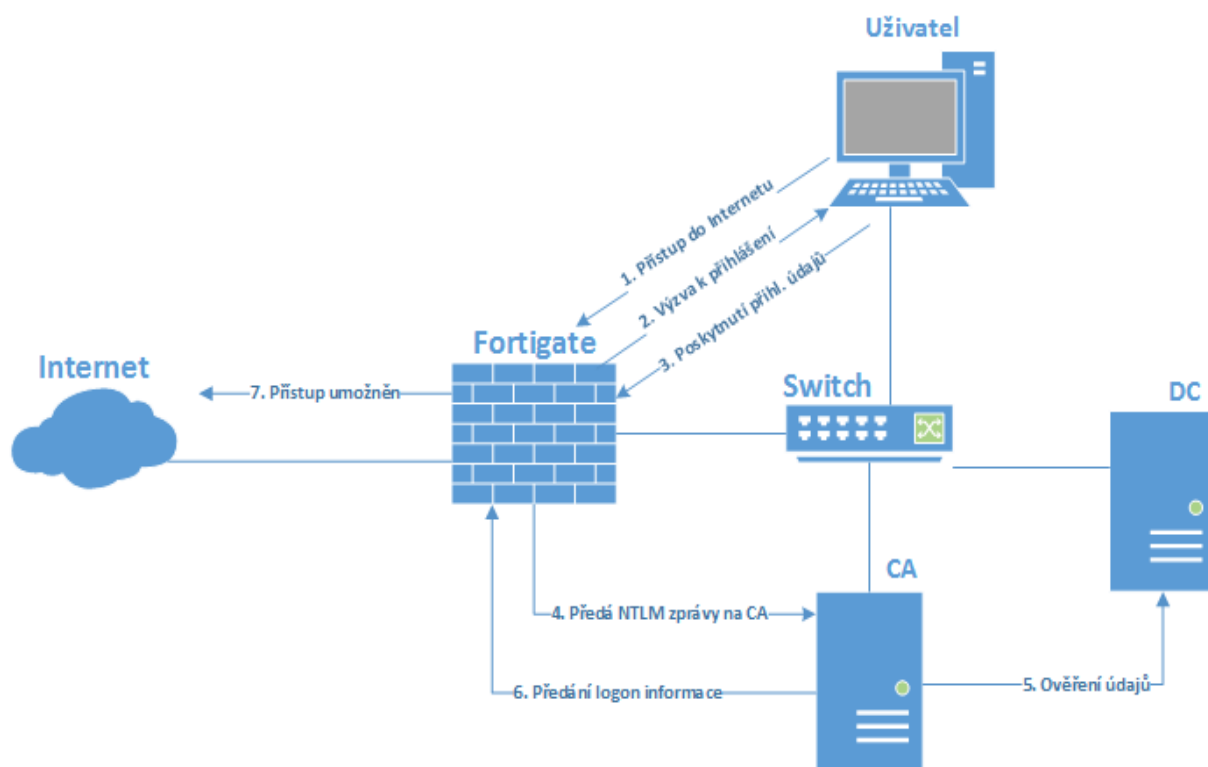 Uživatel
1. Přístup do Internetu
2. Výzva k přihlášení
3. Poskytnutí přihl. údajů
Fortigate
Internet
7. Přístup umožněn
Switch
DC
CA
4. Předá NTLM zprávy na CA
6. Předání logon informace
5. Ověření údajů